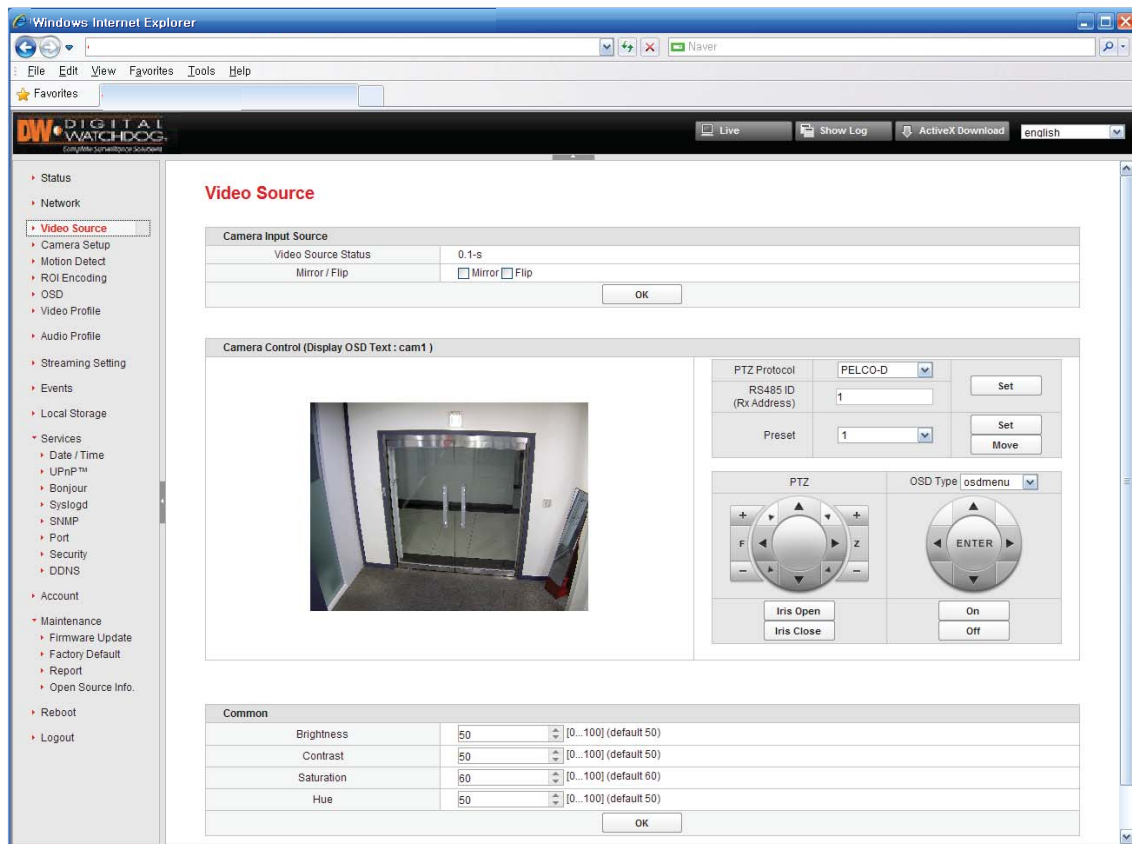 Windows Internet Explorer
Naver
File Edit View Favorites Tools Help
Favorites
DW DIGITAL WATCHDOG
Complete Surveillance Solutions
Live Show Log ActiveX Download english
Status
Network
Video Source
Camera Setup
Motion Detect
ROI Encoding
OSD
Video Profile
Audio Profile
Streaming Setting
Events
Local Storage
Services
Date / Time
UPnP™
Bonjour
Syslogd
SNMP
Port
Security
DDNS
Account
Maintenance
Firmware Update
Factory Default
Report
Open Source Info.
Reboot
Logout
Video Source
Camera Input Source
Video Source Status 0.1-s
Mirror / Flip Mirror Flip
OK
Camera Control (Display OSD Text : cam1 )
PTZ Protocol PELCO-D
RS485 ID
(Rx Address) 1
Set
Preset 1
Set
Move
PTZ OSD Type osdmenu
+ +
F Z ENTER
– –
Iris Open On
Iris Close Off
Common
Brightness 50 [0...100] (default 50)
Contrast 50 [0...100] (default 50)
Saturation 60 [0...100] (default 60)
Hue 50 [0...100] (default 50)
OK